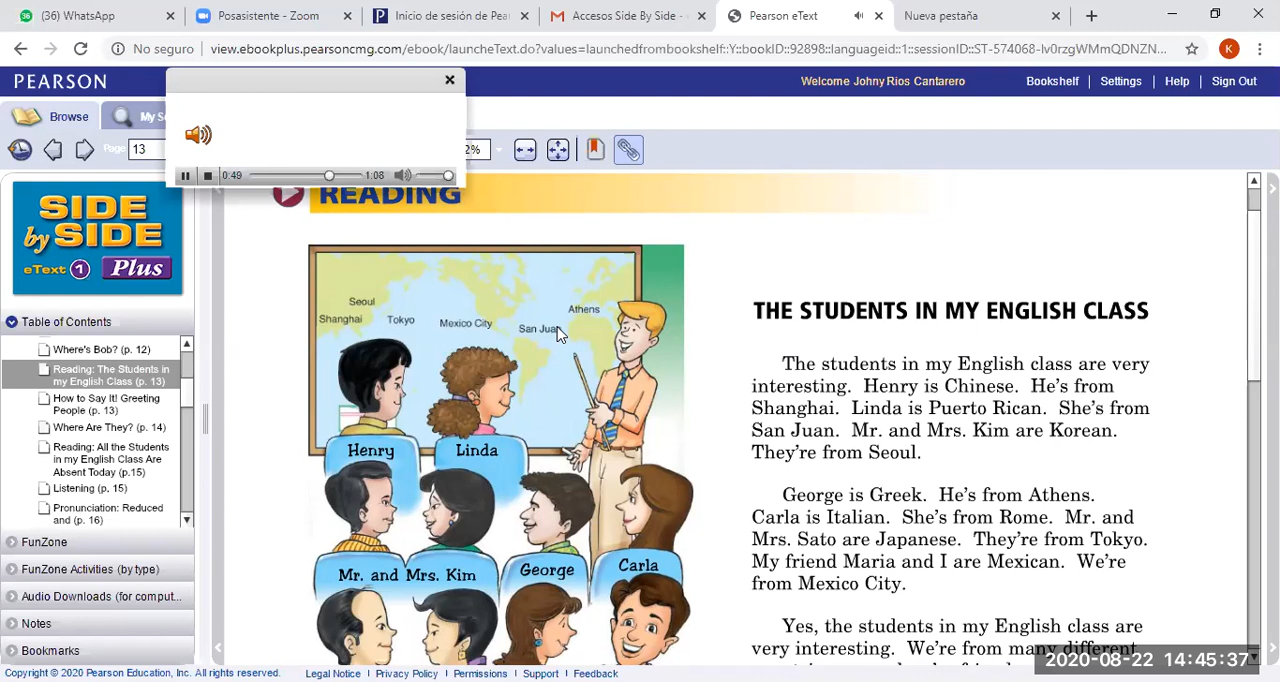 (16) WhatsApp
Posasistente - Zoom
Inicio de sesión de Pea
Accesos Side By Side -
Pearson eText
Nueva pestaña
No seguro
view.ebookplus.pearsoncmg.com/ebook/launcheText.do?values=launchedfrombookshelf::Y::bookID::92898::languageid::1::sessionID::ST-574068-Iv0rzgWMmQDNZN...
K
PEARSON
Welcome Johny Rios Cantarero
Bookshelf | Settings | Help | Sign Out
Browse
My S
Page 13
2%
0:49
1:08
READING
SIDE
by SIDE
eText 1 Plus
Table of Contents
Where's Bob? (p. 12)
Reading: The Students in
my English Class (p. 13)
How to Say It! Greeting
People (p. 13)
Where Are They? (p. 14)
Reading: All the Students
in my English Class Are
Absent Today (p.15)
Listening (p. 15)
Pronunciation: Reduced
and (p. 16)
FunZone
FunZone Activities (by type)
Audio Downloads (for comput...
Notes
Bookmarks
Seoul
Shanghai
Tokyo
Mexico City
San Juan
Athens
Henry
Linda
Mr. and Mrs. Kim
George
Carla
THE STUDENTS IN MY ENGLISH CLASS
The students in my English class are very
interesting. Henry is Chinese. He's from
Shanghai. Linda is Puerto Rican. She's from
San Juan. Mr. and Mrs. Kim are Korean.
They're from Seoul.
George is Greek. He's from Athens.
Carla is Italian. She's from Rome. Mr. and
Mrs. Sato are Japanese. They're from Tokyo.
My friend Maria and I are Mexican. We're
from Mexico City.
Yes, the students in my English class are
very interesting. We're from many different
2020-08-22 14:45:37
Copyright © 2020 Pearson Education, Inc. All rights reserved.
Legal Notice | Privacy Policy | Permissions | Support | Feedback